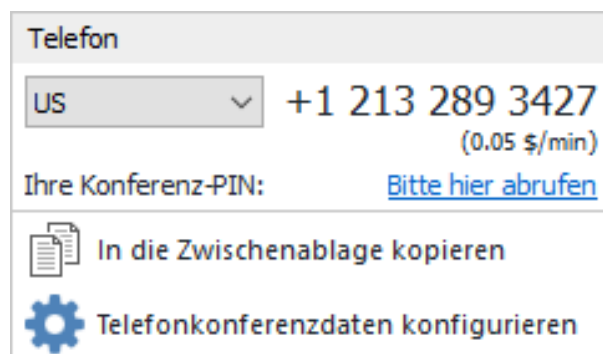 Telefon
US +1 213 289 3427
(0.05 $/min)
Ihre Konferenz-PIN: Bitte hier abrufen
In die Zwischenablage kopieren
Telefonkonferenzdaten konfigurieren